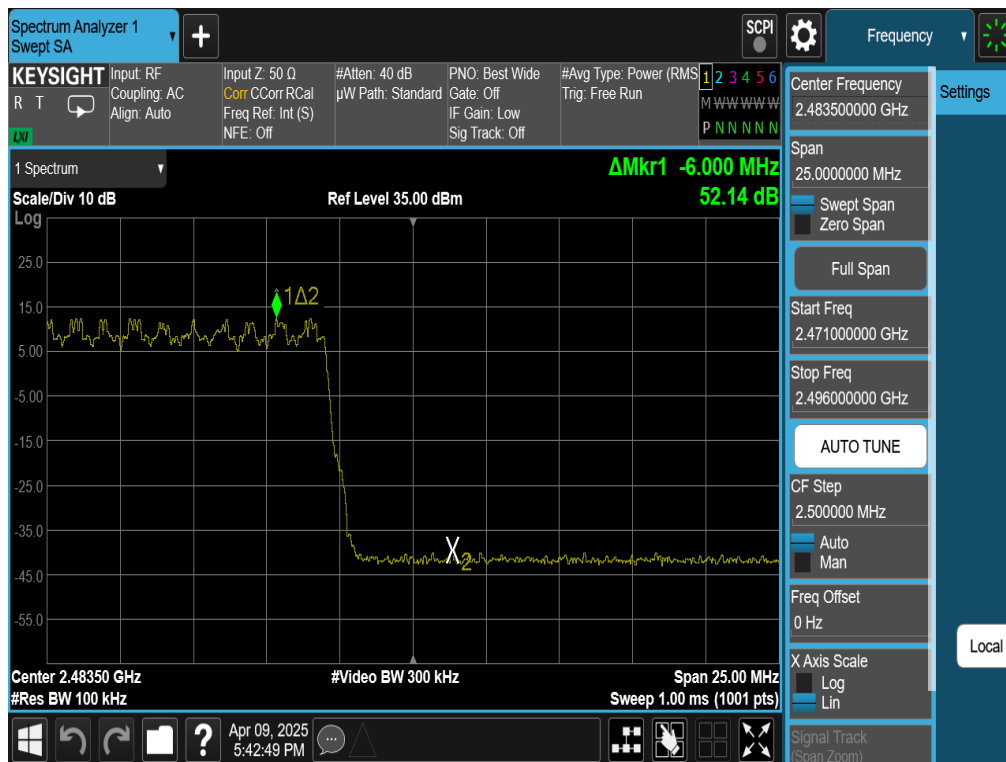 Spectrum Analyzer 1
Swept SA
+
SCPI
Frequency
KEYSIGHT
R T
LXI
Input: RF
Coupling: AC
Align: Auto
Input Z: 50 Ω
Corr CCorr RCal
Freq Ref: Int (S)
NFE: Off
#Atten: 40 dB
µW Path: Standard
PNO: Best Wide
Gate: Off
IF Gain: Low
Sig Track: Off
#Avg Type: Power (RMS
Trig: Free Run
1 2 3 4 5 6
M W W W W W
P N N N N N
1 Spectrum
ΔMkr1 -6.000 MHz
52.14 dB
Scale/Div 10 dB
Ref Level 35.00 dBm
Log
25.0
15.0
5.00
-5.00
-15.0
-25.0
-35.0
-45.0
-55.0
1Δ2
X2
Center 2.48350 GHz
#Video BW 300 kHz
Span 25.00 MHz
#Res BW 100 kHz
Sweep 1.00 ms (1001 pts)
?
Apr 09, 2025
5:42:49 PM
Center Frequency
2.483500000 GHz
Span
25.0000000 MHz
Swept Span
Zero Span
Full Span
Start Freq
2.471000000 GHz
Stop Freq
2.496000000 GHz
AUTO TUNE
CF Step
2.500000 MHz
Auto
Man
Freq Offset
0 Hz
X Axis Scale
Log
Lin
Signal Track
(Span Zoom)
Settings
Local